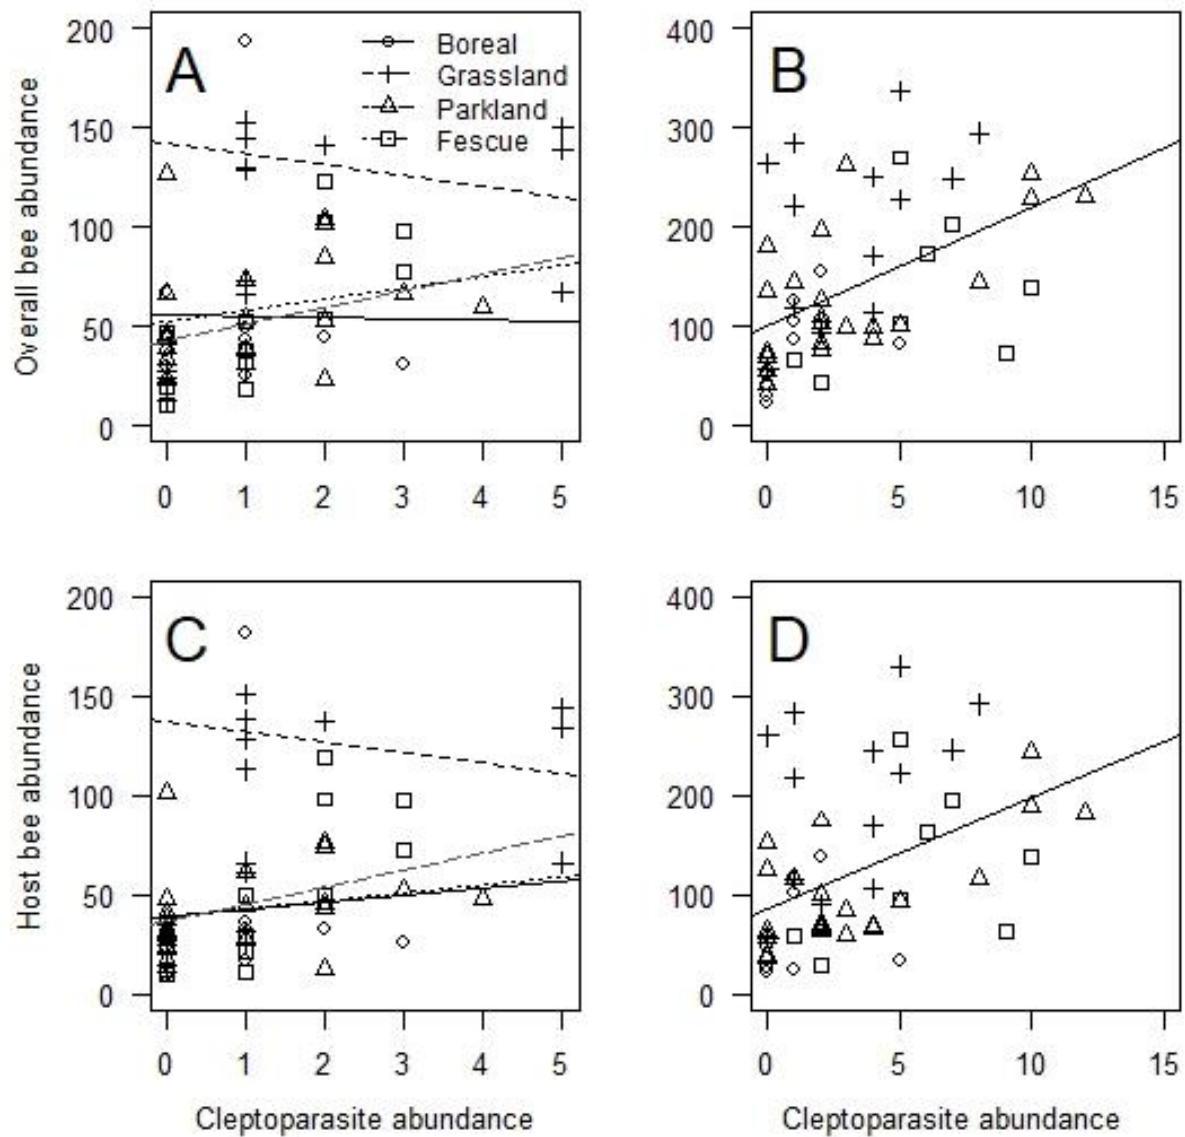 Overall bee abundance
200
150
100
50
0
A
Boreal
Grassland
Parkland
Fescue
0 1 2 3 4 5
400
300
200
100
0
B
0 5 10 15
Host bee abundance
200
150
100
50
0
C
0 1 2 3 4 5
Cleptoparasite abundance
400
300
200
100
0
D
0 5 10 15
Cleptoparasite abundance